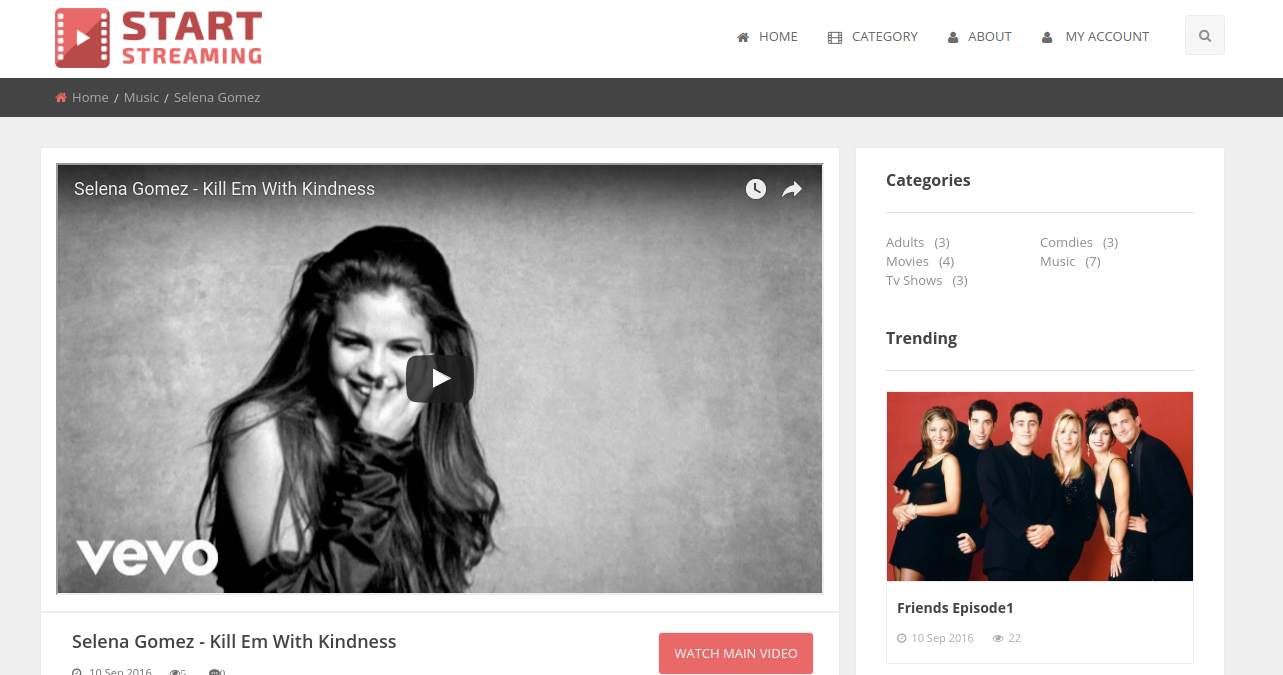 START
STREAMING
HOME
CATEGORY
ABOUT
MY ACCOUNT
Home / Music / Selena Gomez
Selena Gomez - Kill Em With Kindness
vevo
Selena Gomez - Kill Em With Kindness
WATCH MAIN VIDEO
10 Sep 2016 5 0
Categories
Adults (3) Comdies (3)
Movies (4) Music (7)
Tv Shows (3)
Trending
Friends Episode1
10 Sep 2016 22